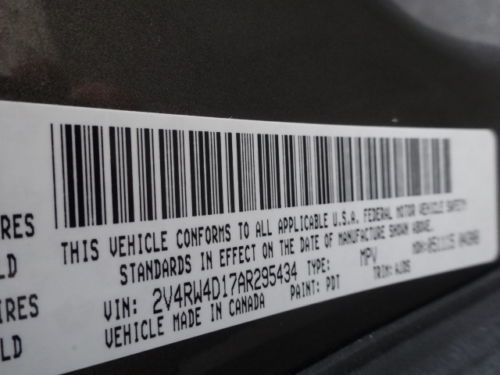 THIS VEHICLE CONFORMS TO ALL APPLICABLE U.S.A. FEDERAL MOTOR VEHICLE SAFETY
STANDARDS IN EFFECT ON THE DATE OF MANUFACTURE SHOWN ABOVE.
VIN: 2V4RW4D17AR295434 TYPE: MPV
VEHICLE MADE IN CANADA PAINT: PDT TRIM:
IRES
LD
IRES
LD